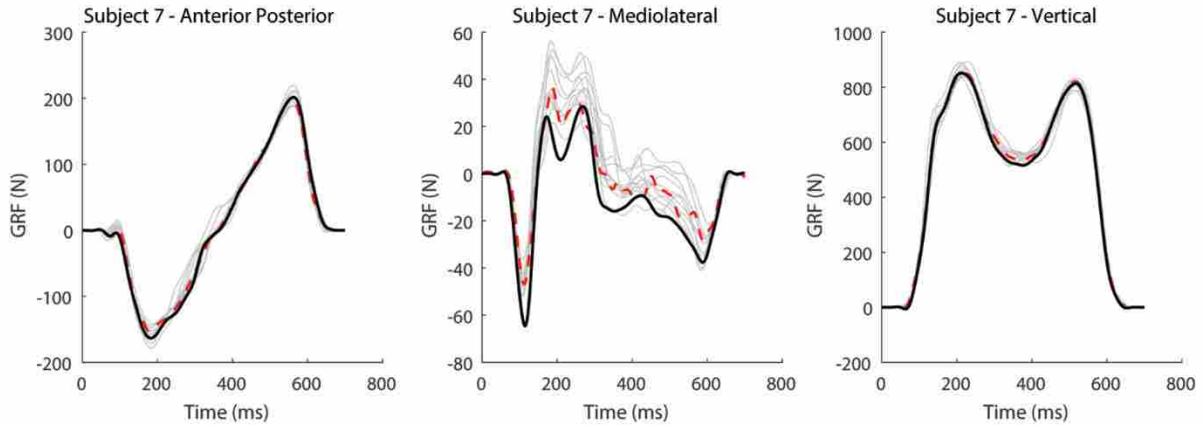 Subject 7 - Anterior Posterior
300
200
100
0
-100
-200
GRF (N)
0 200 400 600 800
Time (ms)
Subject 7 - Mediolateral
60
40
20
0
-20
-40
-60
-80
GRF (N)
0 200 400 600 800
Time (ms)
Subject 7 - Vertical
1000
800
600
400
200
0
-200
GRF (N)
0 200 400 600 800
Time (ms)